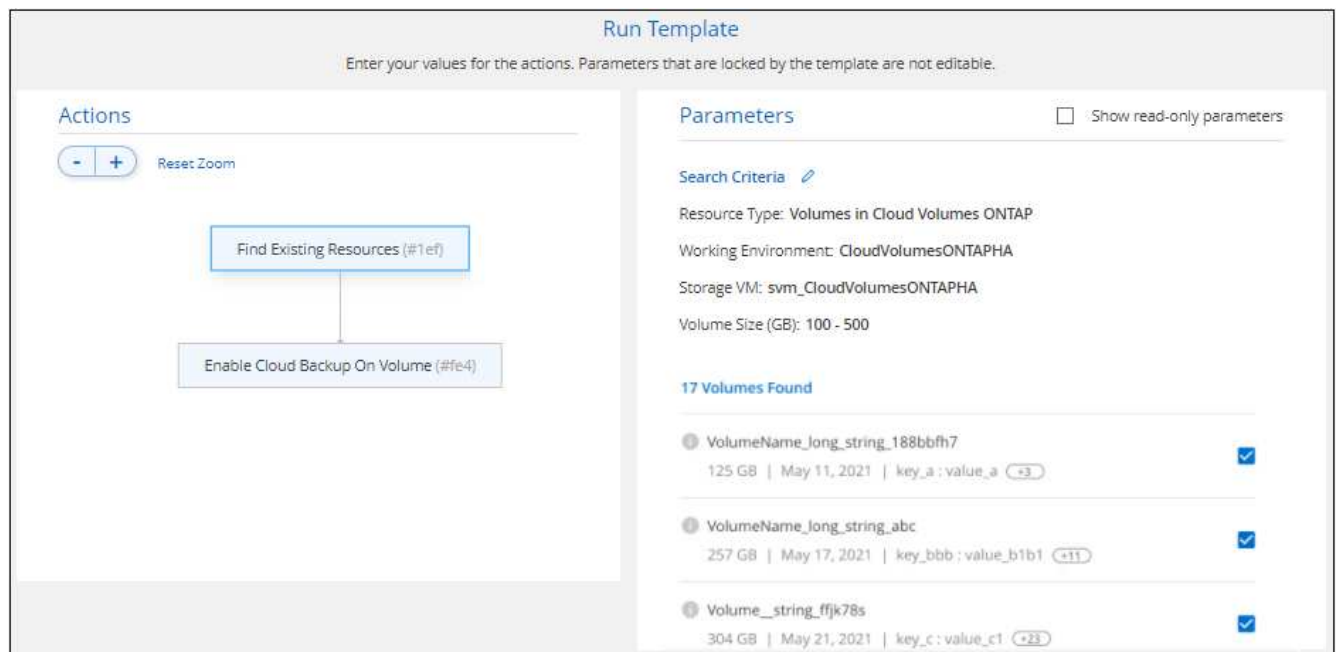 Run Template
Enter your values for the actions. Parameters that are locked by the template are not editable.
Actions
- + Reset Zoom
Find Existing Resources (#1ef)
Enable Cloud Backup On Volume (#fe4)
Parameters
Show read-only parameters
Search Criteria
Resource Type: Volumes in Cloud Volumes ONTAP
Working Environment: CloudVolumesONTAPHA
Storage VM: svm_CloudVolumesONTAPHA
Volume Size (GB): 100 - 500
17 Volumes Found
VolumeName_long_string_188bbfh7
125 GB | May 11, 2021 | key_a : value_a +3
VolumeName_long_string_abc
257 GB | May 17, 2021 | key_bbb : value_b1b1 +11
Volume__string_ffjk78s
304 GB | May 21, 2021 | key_c : value_c1 +23